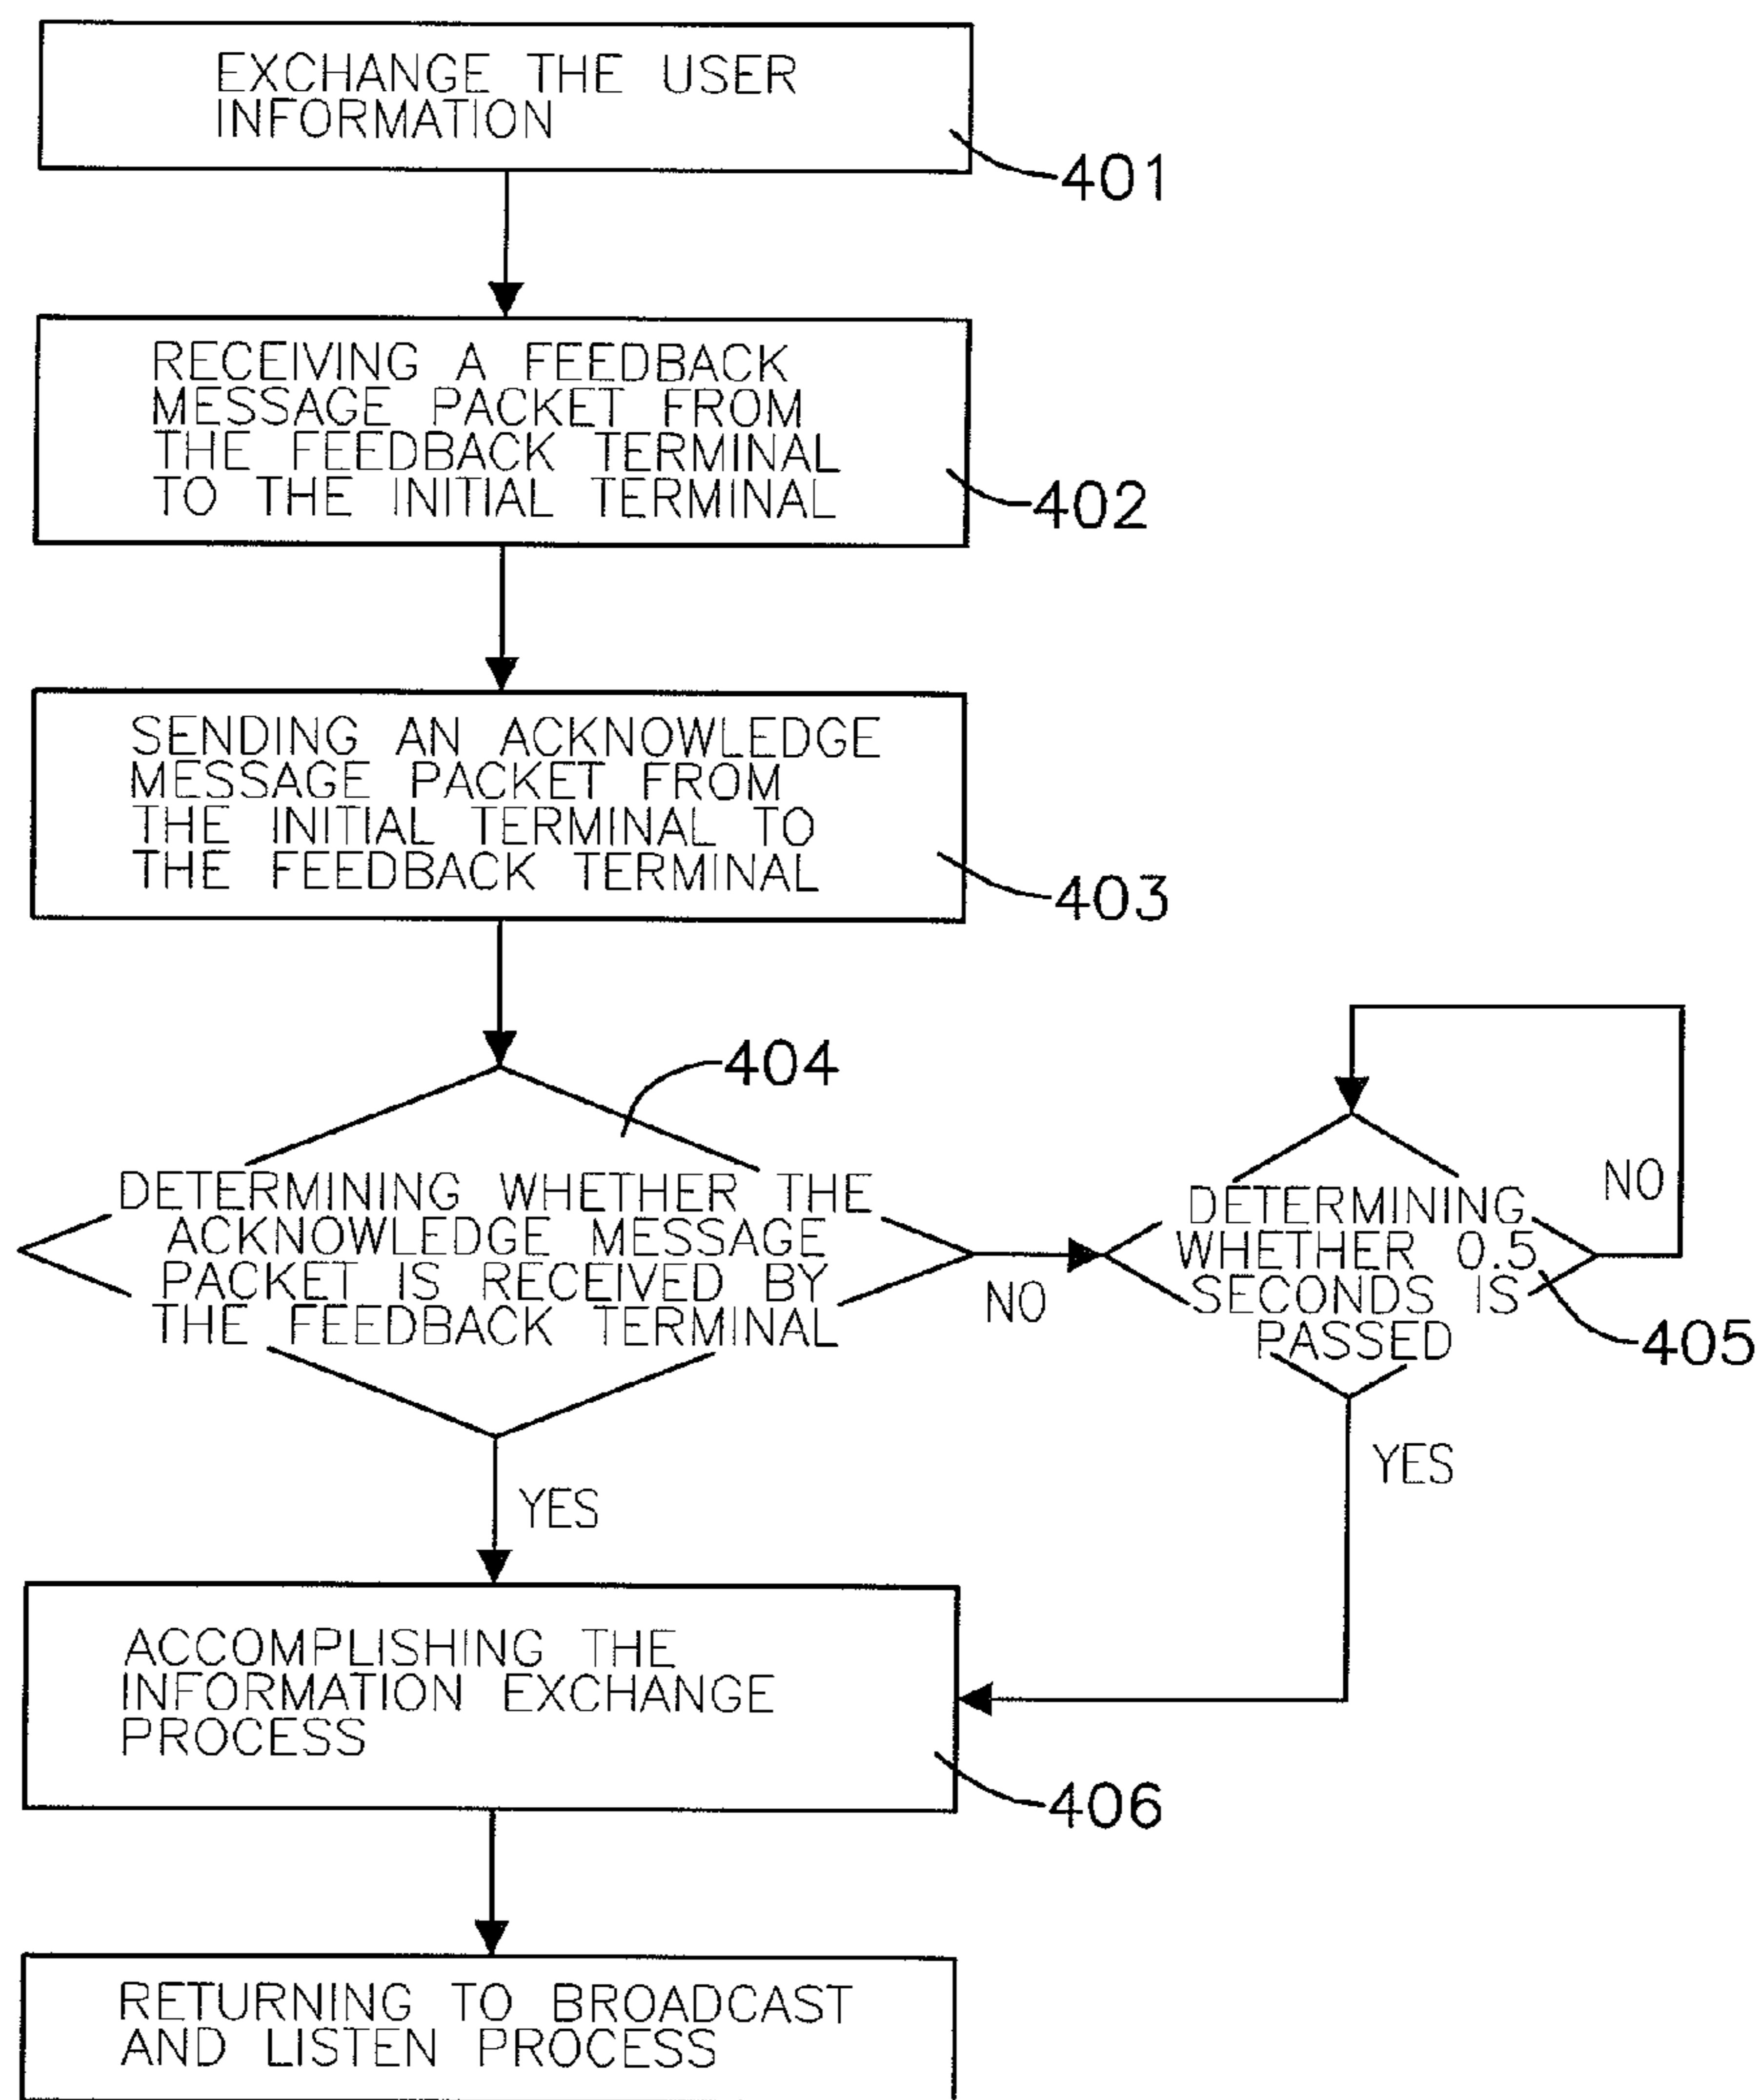 EXCHANGE THE USER
INFORMATION
401
RECEIVING A FEEDBACK
MESSAGE PACKET FROM
THE FEEDBACK TERMINAL
TO THE INITIAL TERMINAL
402
SENDING AN ACKNOWLEDGE
MESSAGE PACKET FROM
THE INITIAL TERMINAL TO
THE FEEDBACK TERMINAL
403
404
DETERMINING WHETHER THE
ACKNOWLEDGE MESSAGE
PACKET IS RECEIVED BY
THE FEEDBACK TERMINAL
NO
DETERMINING
WHETHER 0.5
SECONDS IS
PASSED
NO
405
YES
YES
ACCOMPLISHING THE
INFORMATION EXCHANGE
PROCESS
406
RETURNING TO BROADCAST
AND LISTEN PROCESS